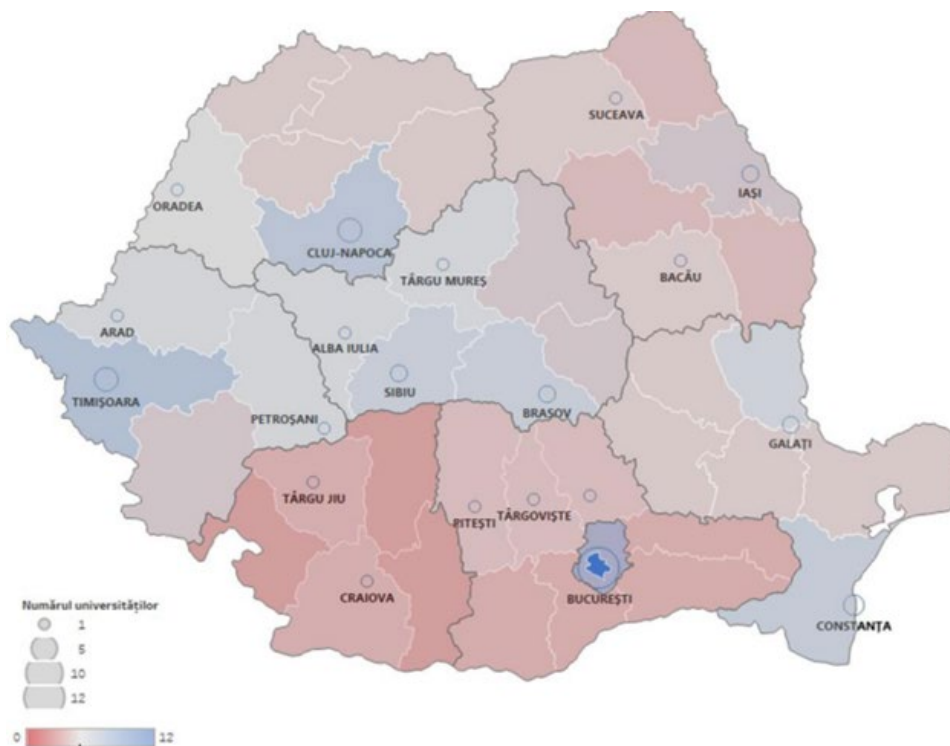 SUCEAVA
IAȘI
ORADEA
CLUJ-NAPOCA
TÂRGU MUREȘ
BACĂU
ARAD
ALBA IULIA
TIMIȘOARA
SIBIU
BRAȘOV
PETROȘANI
GALAȚI
TÂRGU JIU
PITEȘTI
TÂRGOVIȘTE
CRAIOVA
BUCUREȘTI
CONSTANȚA
Numărul universităților
1
5
10
12
0 12